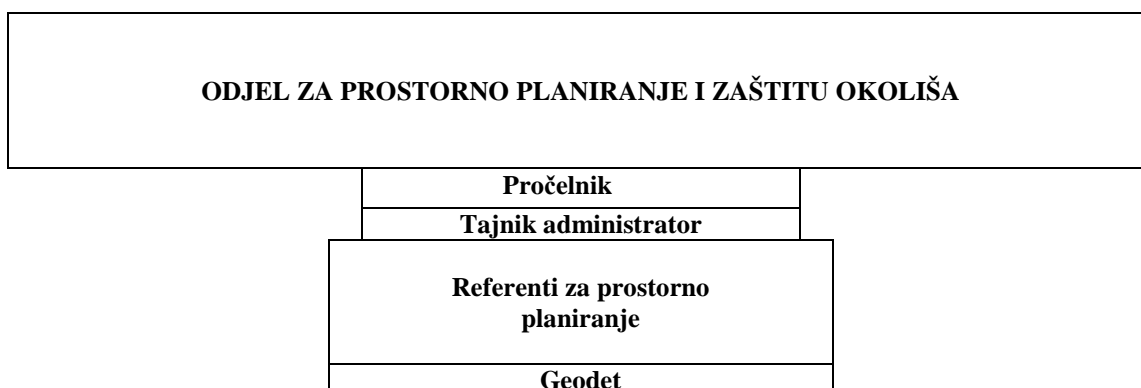 ODJEL ZA PROSTORNO PLANIRANJE I ZAŠTITU OKOLIŠA
Pročelnik
Tajnik administrator
Referenti za prostorno
planiranje
Geodet